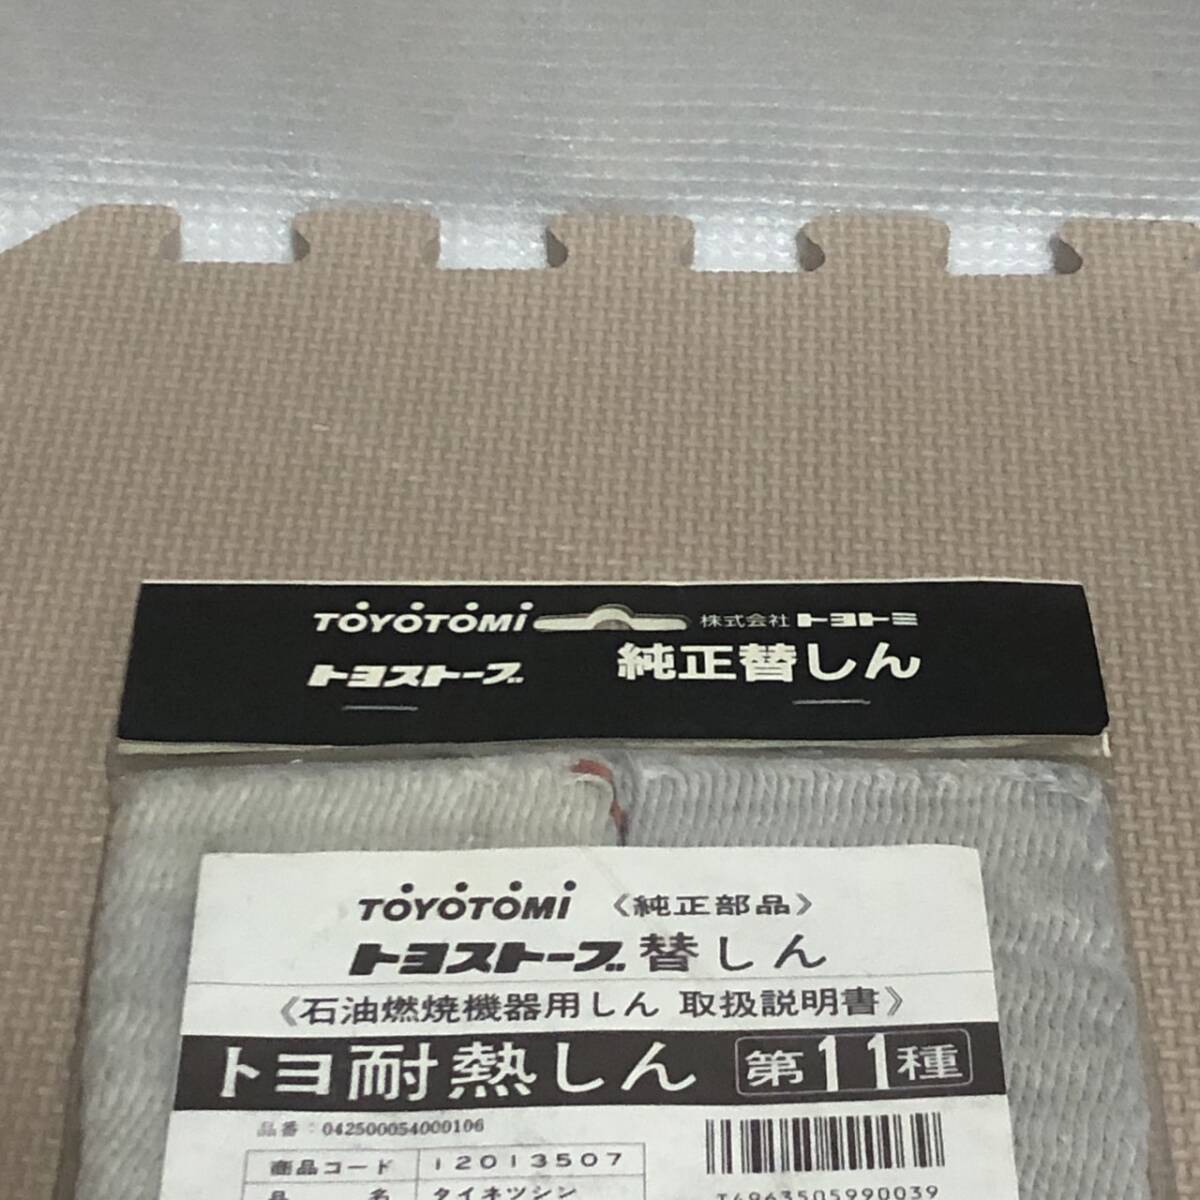 TOYOTOMi 株式会社 トヨトミ
トヨストーブ 純正替しん
TOYOTOMi 《純正部品》
トヨストーブ 替しん
《石油燃焼機器用しん 取扱説明書》
トヨ耐熱しん 第11種
品番:042500054000106
商品コード 12013507
品 名 タイネツシン
T4963505990039